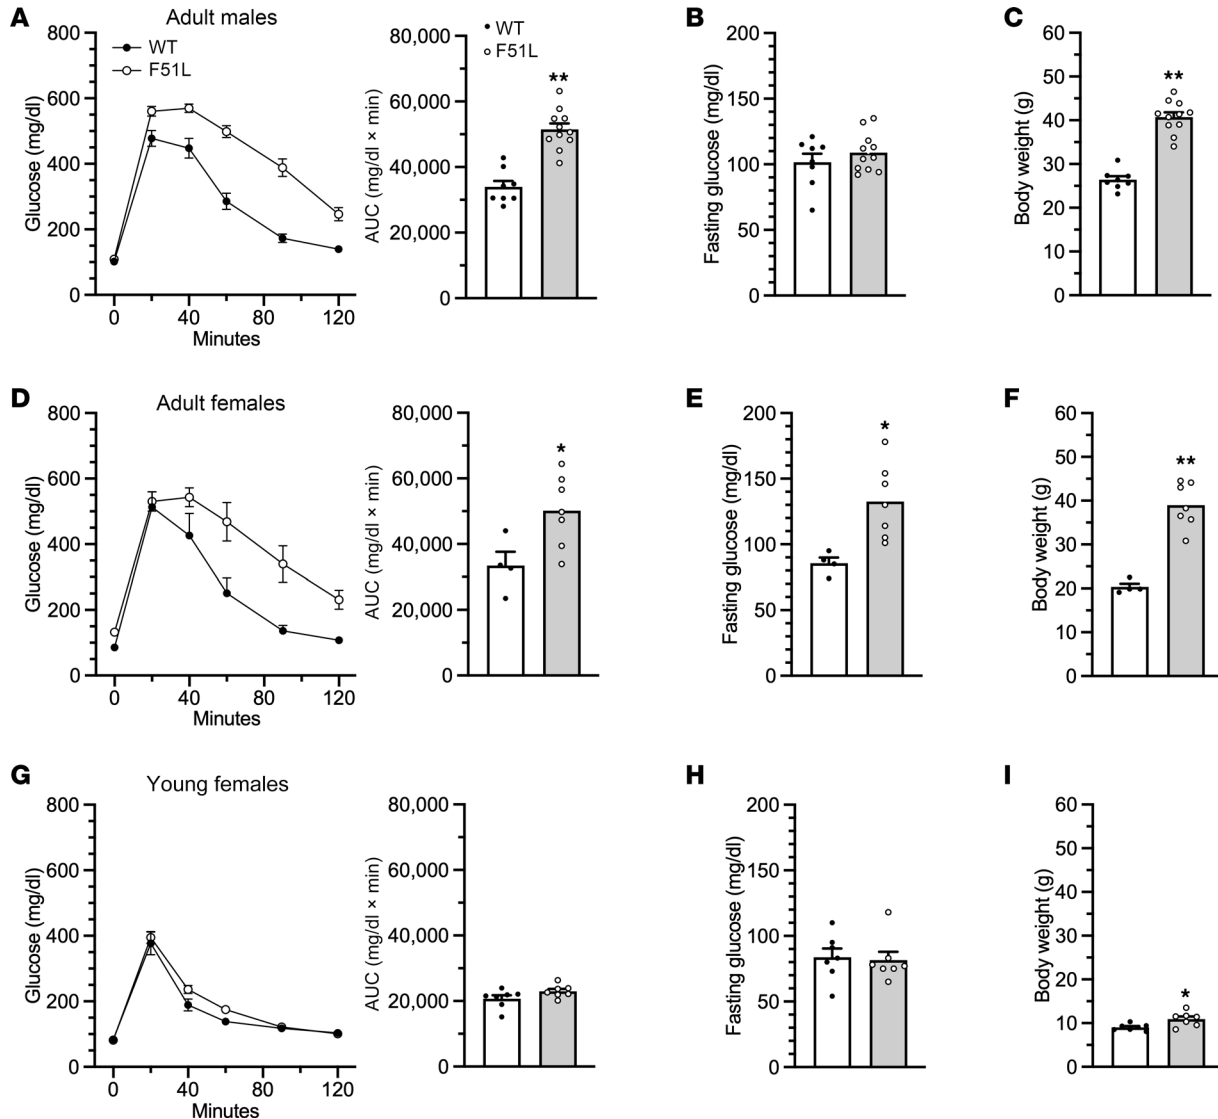 A
Adult males
800
600
400
200
0
Glucose (mg/dl)
WT
F51L
0 40 80 120
Minutes
80,000
60,000
40,000
20,000
0
AUC (mg/dl × min)
WT
F51L
**
B
200
150
100
50
0
Fasting glucose (mg/dl)
C
60
50
40
30
20
10
0
Body weight (g)
**
D
Adult females
800
600
400
200
0
Glucose (mg/dl)
0 40 80 120
Minutes
80,000
60,000
40,000
20,000
0
AUC (mg/dl × min)
*
E
200
150
100
50
0
Fasting glucose (mg/dl)
*
F
60
50
40
30
20
10
0
Body weight (g)
**
G
Young females
800
600
400
200
0
Glucose (mg/dl)
0 40 80 120
Minutes
80,000
60,000
40,000
20,000
0
AUC (mg/dl × min)
H
200
150
100
50
0
Fasting glucose (mg/dl)
I
60
50
40
30
20
10
0
Body weight (g)
*